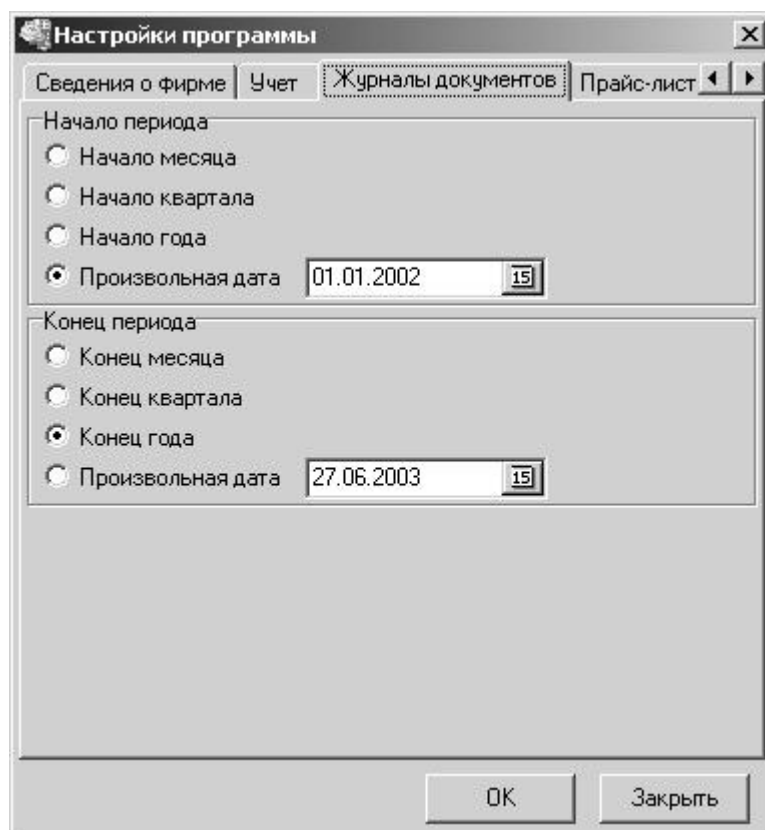 Настройки программы
Сведения о фирме Учет Журналы документов Прайс-лист
Начало периода
Начало месяца
Начало квартала
Начало года
Произвольная дата 01.01.2002 15
Конец периода
Конец месяца
Конец квартала
Конец года
Произвольная дата 27.06.2003 15
OK Закрыть